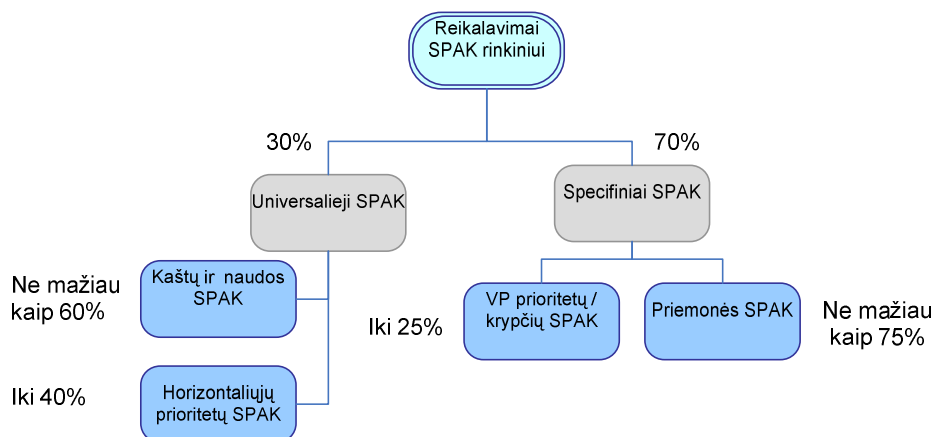 Reikalavimai
SPAK rinkiniui
30%
70%
Universalieji SPAK
Specifiniai SPAK
Ne mažiau
kaip 60%
Kaštų ir naudos
SPAK
Iki 25%
VP prioritetų /
krypčių SPAK
Priemonės SPAK
Ne mažiau
kaip 75%
Iki 40%
Horizontaliųjų
prioritetų SPAK